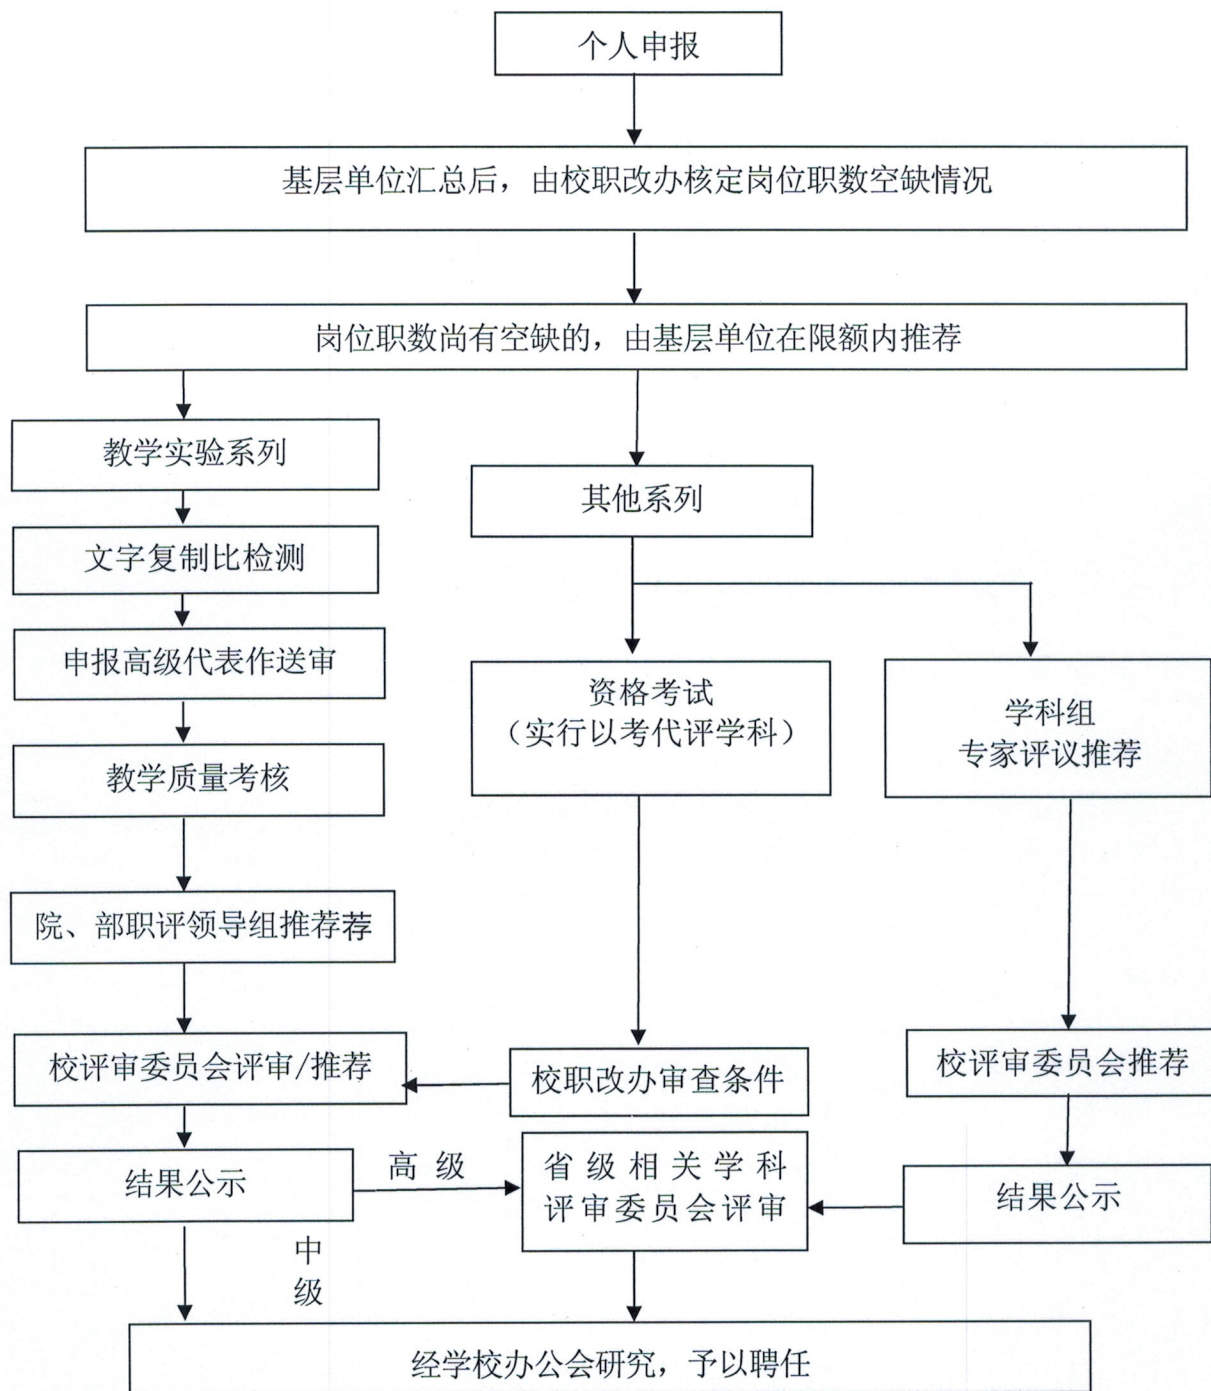 个人申报
基层单位汇总后，由校职改办核定岗位职数空缺情况
岗位职数尚有空缺的，由基层单位在限额内推荐
教学实验系列
其他系列
文字复制比检测
申报高级代表作送审
资格考试
（实行以考代评学科）
学科组
专家评议推荐
教学质量考核
院、部职评领导组推荐荐
校评审委员会评审/推荐
校职改办审查条件
校评审委员会推荐
结果公示
高 级
省级相关学科
评审委员会评审
结果公示
中
级
经学校办公会研究，予以聘任